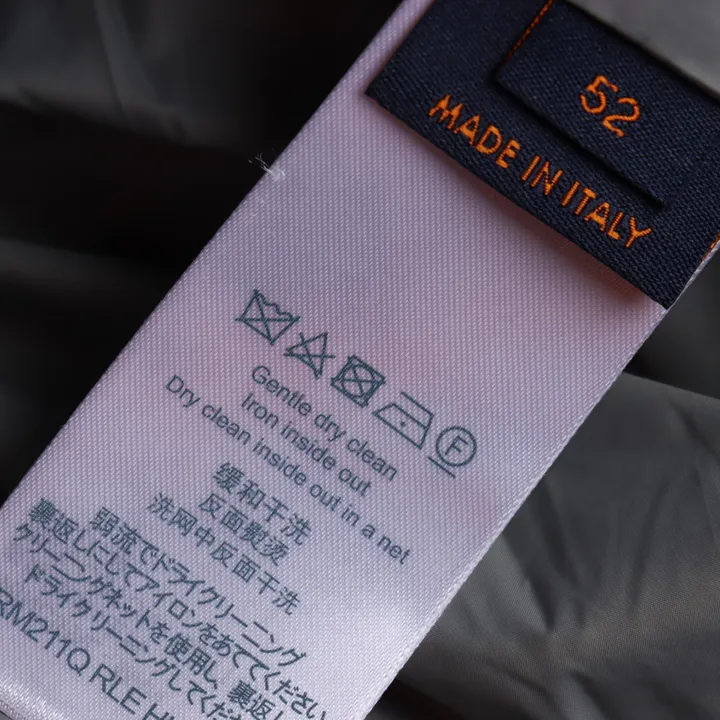 52
MADE IN ITALY
F
Gentle dry clean
Iron inside out
Dry clean inside out in a net
缓和干洗
反面熨烫
洗网中反面干洗
弱流でドライクリーニング
裏返しにしてアイロンをあててください
クリーニングネットを使用し、裏返し
ドライクリーニングしてください
RM211Q RLE